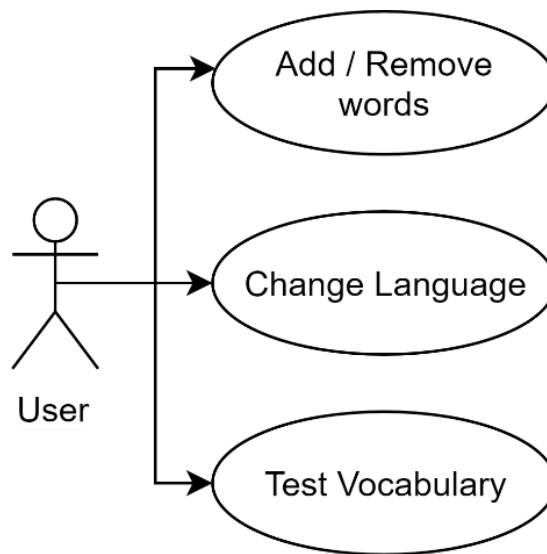 Add / Remove
words
Change Language
User
Test Vocabulary